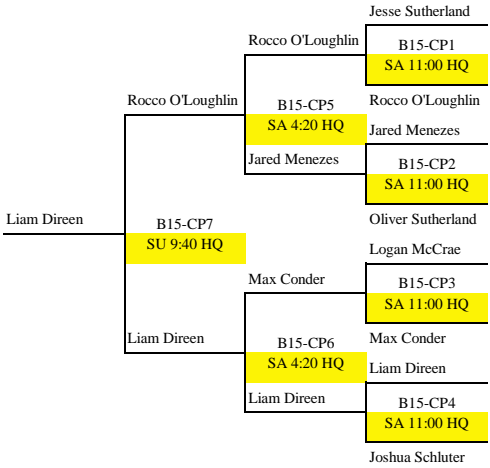 Jesse Sutherland
Rocco O'Loughlin
B15-CP1
SA 11:00 HQ
Rocco O'Loughlin
B15-CP5
Rocco O'Loughlin
SA 4:20 HQ
Jared Menezes
Jared Menezes
B15-CP2
SA 11:00 HQ
Liam Direen
B15-CP7
Oliver Sutherland
SU 9:40 HQ
Logan McCrae
Max Conder
B15-CP3
SA 11:00 HQ
Liam Direen
B15-CP6
Max Conder
SA 4:20 HQ
Liam Direen
Liam Direen
B15-CP4
SA 11:00 HQ
Joshua Schluter